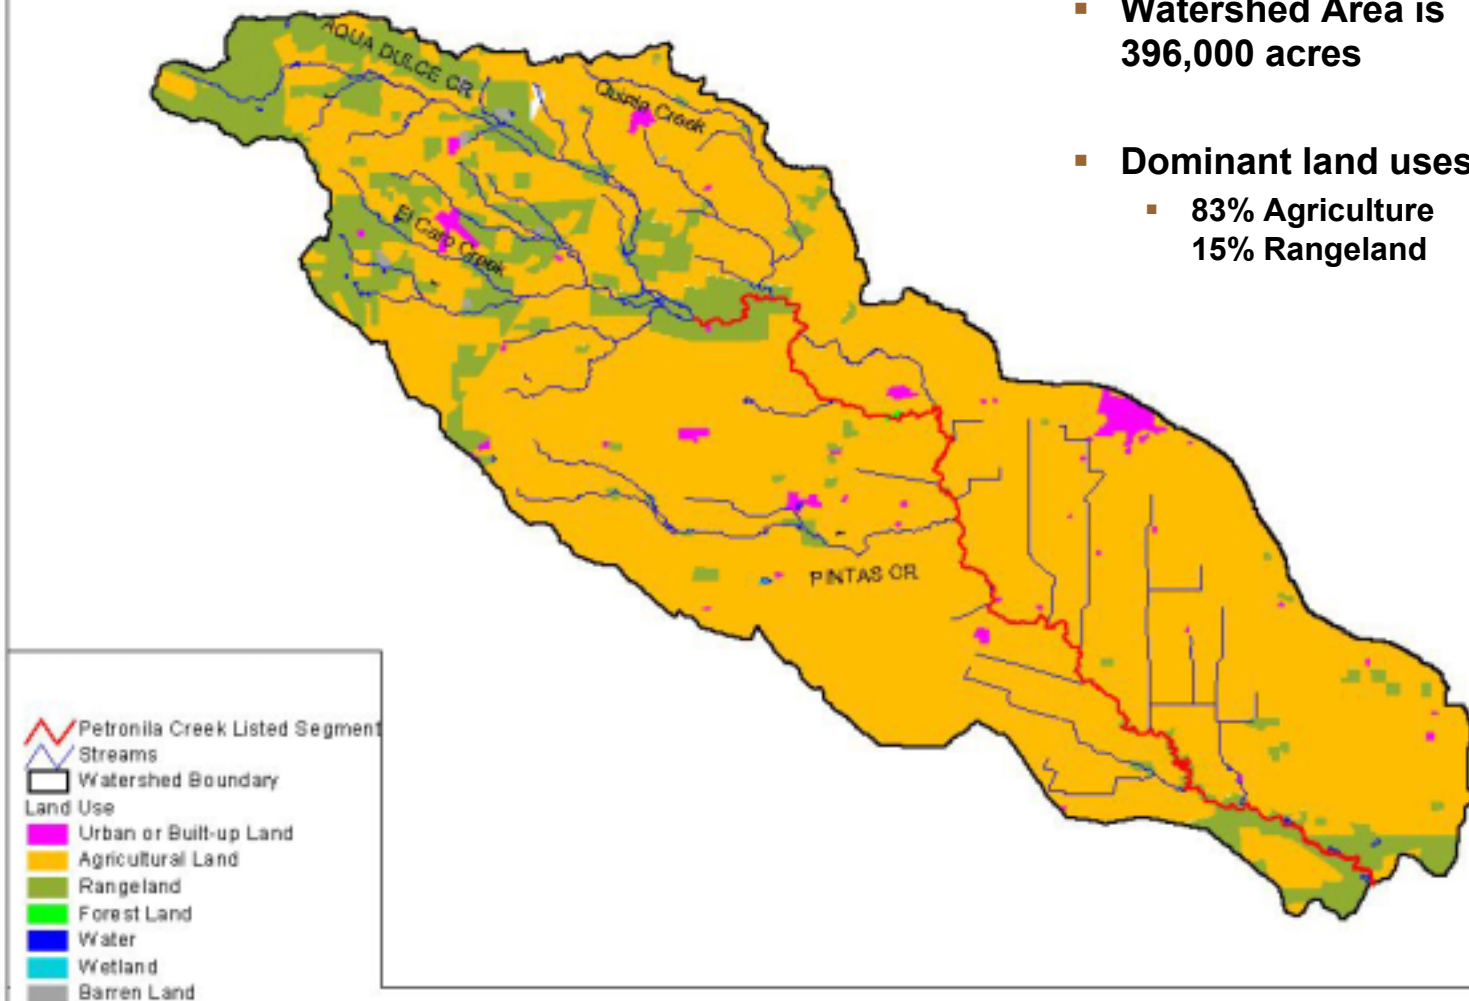 Watershed Area is
396,000 acres
Dominant land uses
83% Agriculture
15% Rangeland
AQUA DULCE CR
Quinta Creek
El Caro Creek
PINTAS CR
Petronila Creek Listed Segment
Streams
Watershed Boundary
Land Use
Urban or Built-up Land
Agricultural Land
Rangeland
Forest Land
Water
Wetland
Barren Land